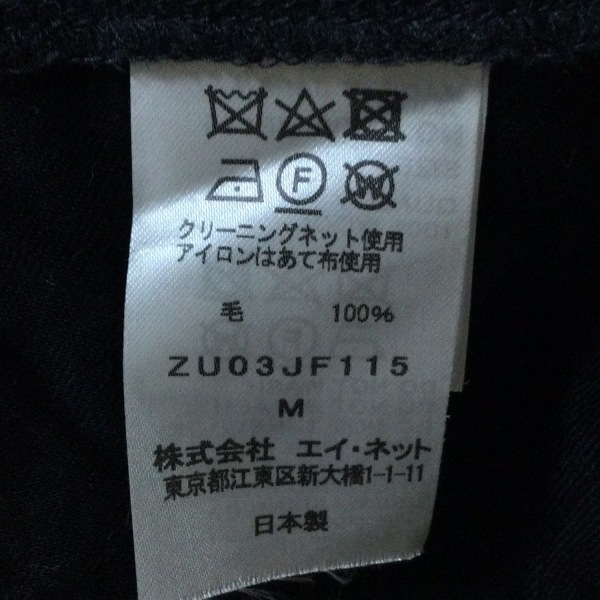 F
W
クリーニングネット使用
アイロンはあて布使用
毛 100%
ZU03JF115
M
株式会社 エイ・ネット
東京都江東区新大橋1-1-11
日本製